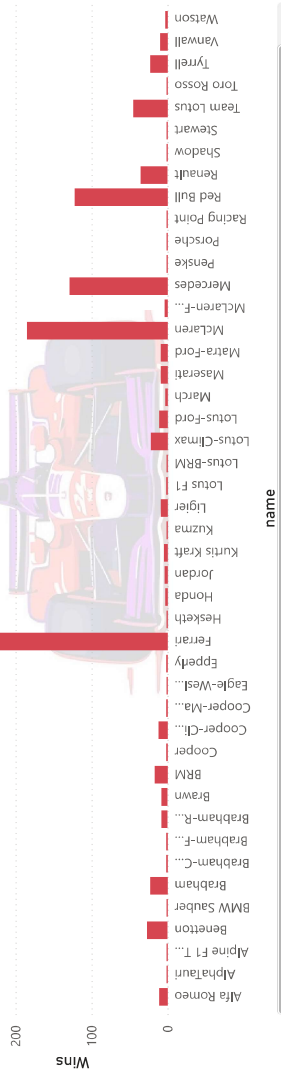 Wins
200
100
0
Alfa Romeo
AlphaTauri
Alpine F1 T...
Benetton
BMW Sauber
Brabham
Brabham-C...
Brabham-F...
Brabham-R...
Brawn
BRM
Cooper
Cooper-Cli...
Cooper-Ma...
Eagle-Wesl...
Epperly
Ferrari
Hesketh
Honda
Jordan
Kurtis Kraft
Kuzma
Ligier
Lotus F1
Lotus-BRM
Lotus-Climax
Lotus-Ford
March
Maserati
Matra-Ford
McLaren
McLaren-F...
Mercedes
Penske
Porsche
Racing Point
Red Bull
Renault
Shadow
Stewart
Team Lotus
Toro Rosso
Tyrrell
Vanwall
Watson
name